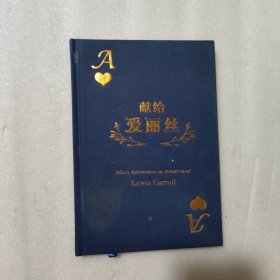 A
献给
爱丽丝
Alice's Adventures in Wonderland
Lewis Carroll
A